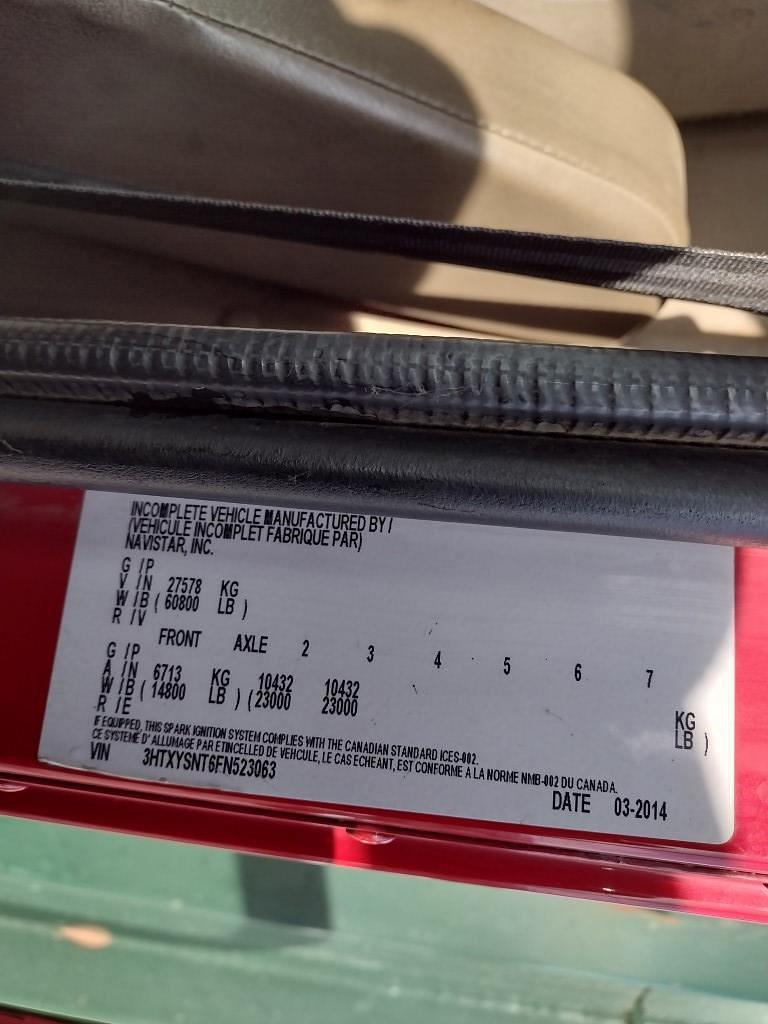 INCOMPLETE VEHICLE MANUFACTURED BY /
(VEHICULE INCOMPLET FABRIQUE PAR)
NAVISTAR, INC.
G /P
V /N 27578 KG
W/B ( 60800 LB )
R /V
FRONT AXLE 2 3 4 5 6 7
G /P
A /N 6713 KG 10432 10432 KG
W/B ( 14800 LB ) ( 23000 23000 LB )
R /E
IF EQUIPPED, THIS SPARK IGNITION SYSTEM COMPLIES WITH THE CANADIAN STANDARD ICES-002.
CE SYSTEME D' ALLUMAGE PAR ETINCELLED DE VEHICULE, LE CAS ECHEANT, EST CONFORME A LA NORME NMB-002 DU CANADA.
VIN 3HTXYSNT6FN523063 DATE 03-2014